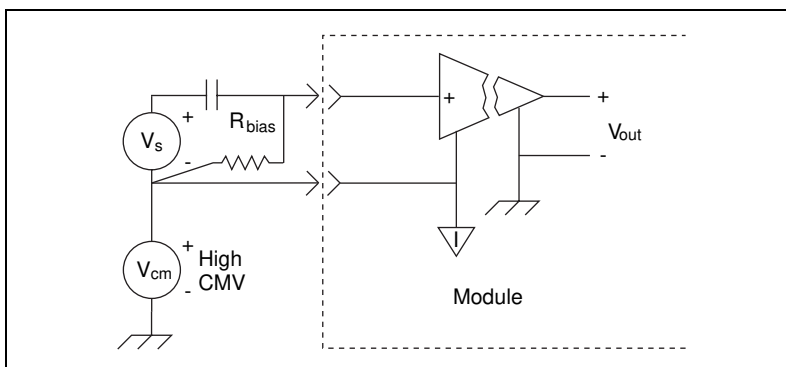 +
R bias
+
V s
-
+
V out
-
I
+
V cm
High
CMV
-
Module
+